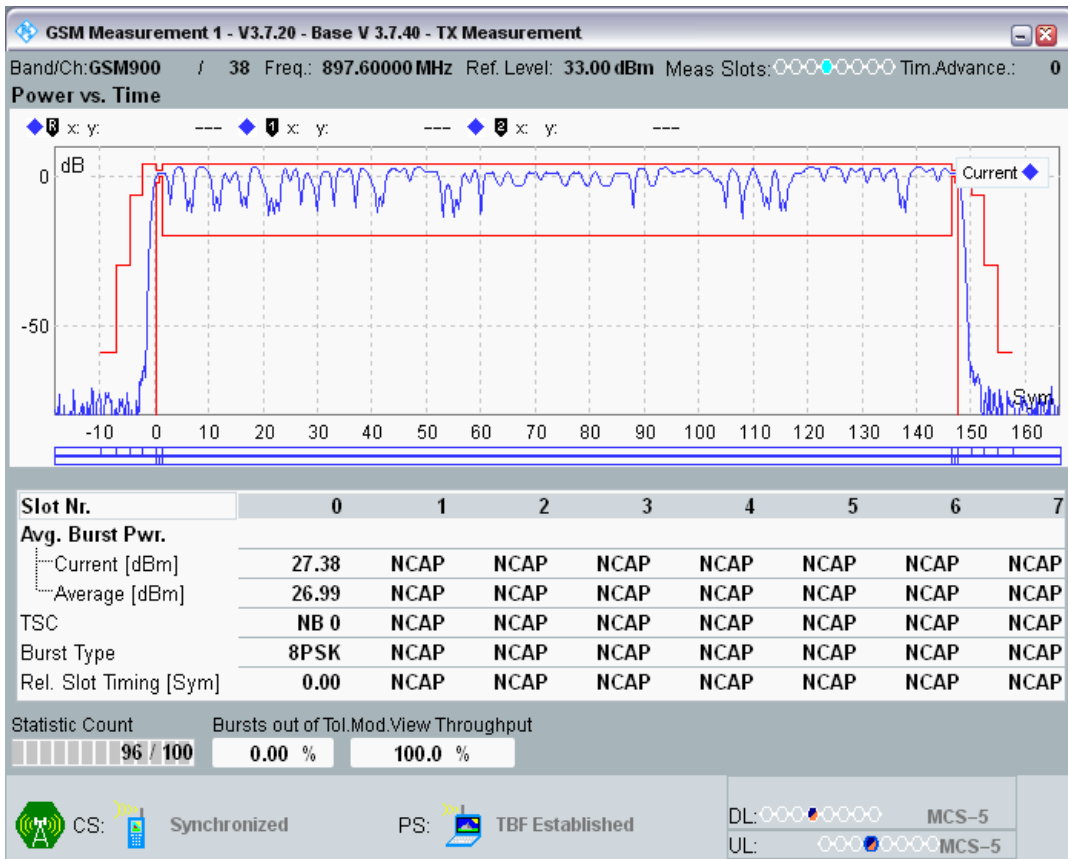 GSM Measurement 1 - V3.7.20 - Base V 3.7.40 - TX Measurement
Band/Ch:GSM900 / 38 Freq.: 897.60000 MHz Ref. Level: 33.00 dBm Meas Slots: Tim.Advance.: 0
Power vs. Time
R x: y: --- 1 x: y: --- 2 x: y: ---
dB
Current
0
-50
Sym
-10 0 10 20 30 40 50 60 70 80 90 100 110 120 130 140 150 160
Slot Nr. 0 1 2 3 4 5 6 7
Avg. Burst Pwr.
Current [dBm] 27.38 NCAP NCAP NCAP NCAP NCAP NCAP NCAP
Average [dBm] 26.99 NCAP NCAP NCAP NCAP NCAP NCAP NCAP
TSC NB 0 NCAP NCAP NCAP NCAP NCAP NCAP NCAP
Burst Type 8PSK NCAP NCAP NCAP NCAP NCAP NCAP NCAP
Rel. Slot Timing [Sym] 0.00 NCAP NCAP NCAP NCAP NCAP NCAP NCAP
Statistic Count Bursts out of Tol.Mod.View Throughput
96 / 100 0.00 % 100.0 %
CS: Synchronized PS: TBF Established
DL: MCS-5
UL: MCS-5